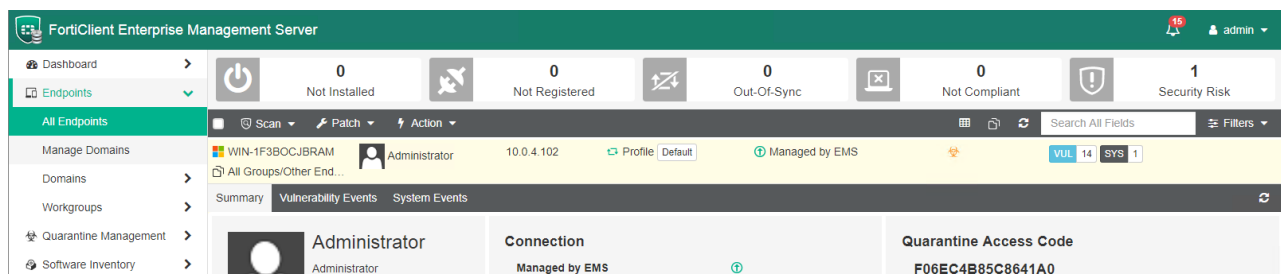 FortiClient Enterprise Management Server
15
admin
Dashboard
Endpoints
All Endpoints
Manage Domains
Domains
Workgroups
Quarantine Management
Software Inventory
0
Not Installed
0
Not Registered
0
Out-Of-Sync
0
Not Compliant
1
Security Risk
Scan Patch Action Search All Fields Filters
WIN-1F3BOCJBRAM Administrator 10.0.4.102 Profile Default Managed by EMS VUL 14 SYS 1
All Groups/Other End...
Summary Vulnerability Events System Events
Administrator
Administrator
Connection
Managed by EMS
Quarantine Access Code
F06EC4B85C8641A0